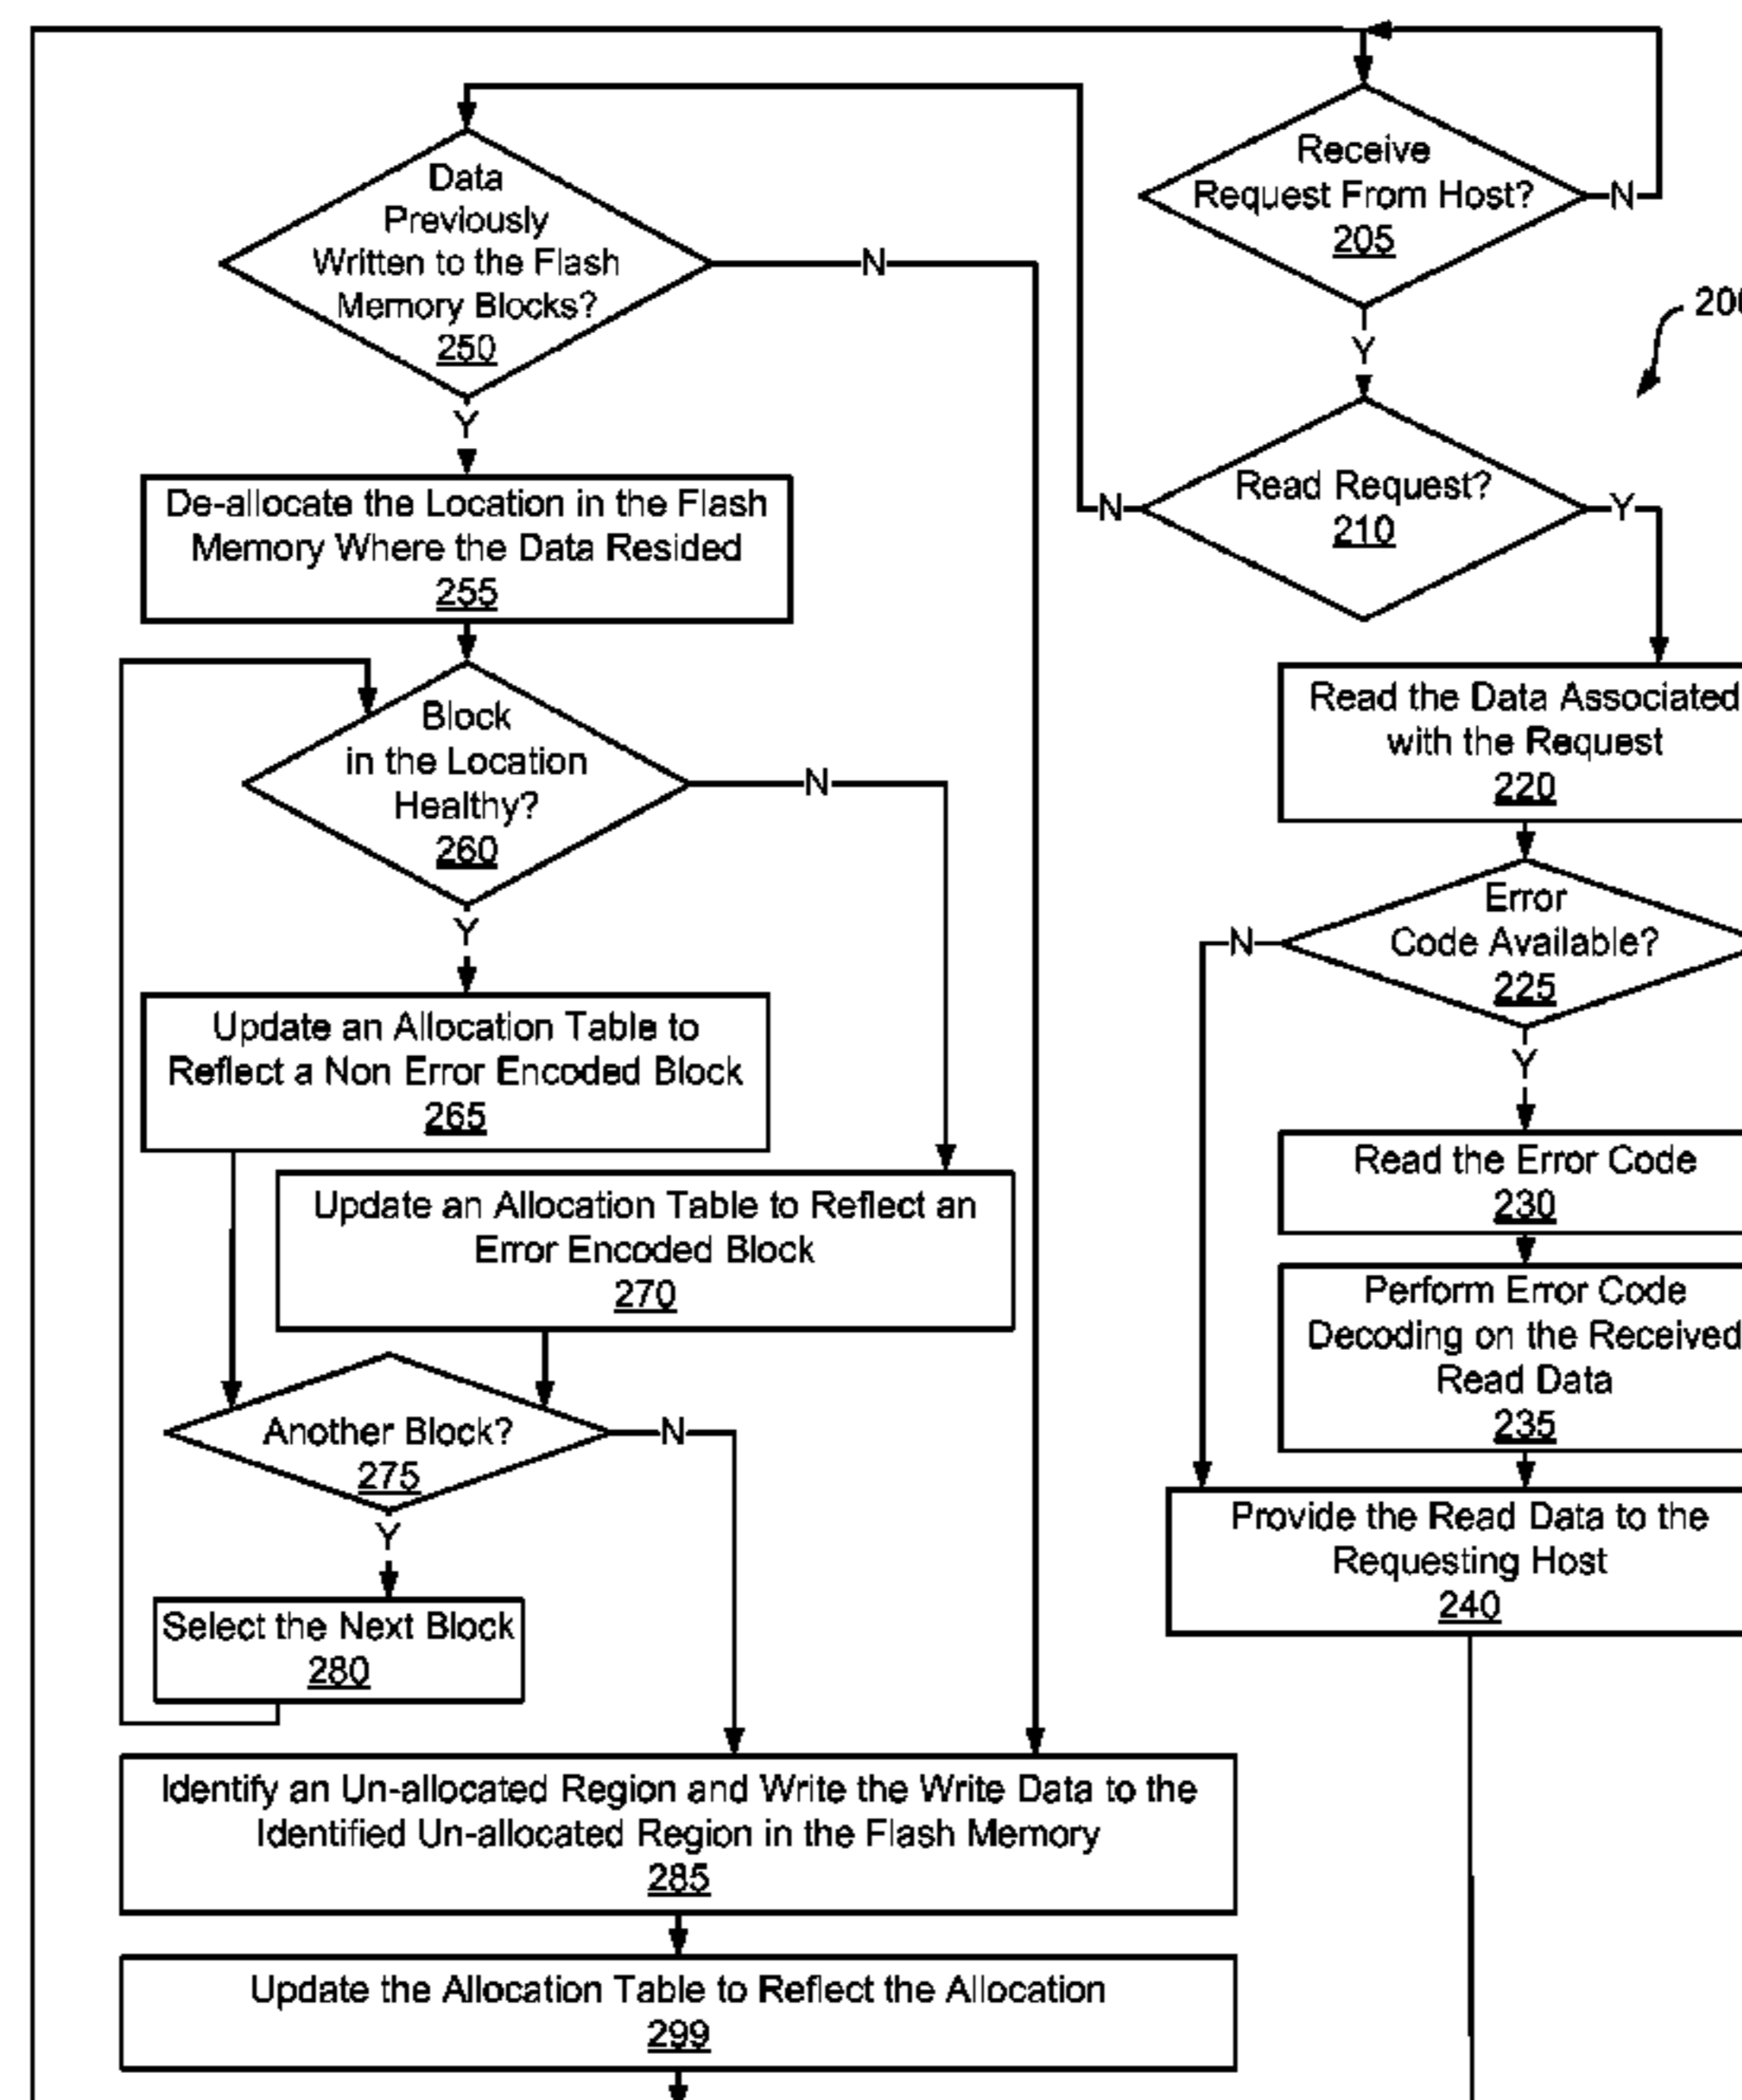 Receive
Request From Host?
205
N
Y
200
Read Request?
210
N
Y
Data
Previously
Written to the Flash
Memory Blocks?
250
N
Y
De-allocate the Location in the Flash
Memory Where the Data Resided
255
Block
in the Location
Healthy?
260
N
Y
Update an Allocation Table to
Reflect a Non Error Encoded Block
265
Update an Allocation Table to Reflect an
Error Encoded Block
270
Another Block?
275
N
Y
Select the Next Block
280
Identify an Un-allocated Region and Write the Write Data to the
Identified Un-allocated Region in the Flash Memory
285
Update the Allocation Table to Reflect the Allocation
299
Read the Data Associated
with the Request
220
Error
Code Available?
225
N
Y
Read the Error Code
230
Perform Error Code
Decoding on the Received
Read Data
235
Provide the Read Data to the
Requesting Host
240